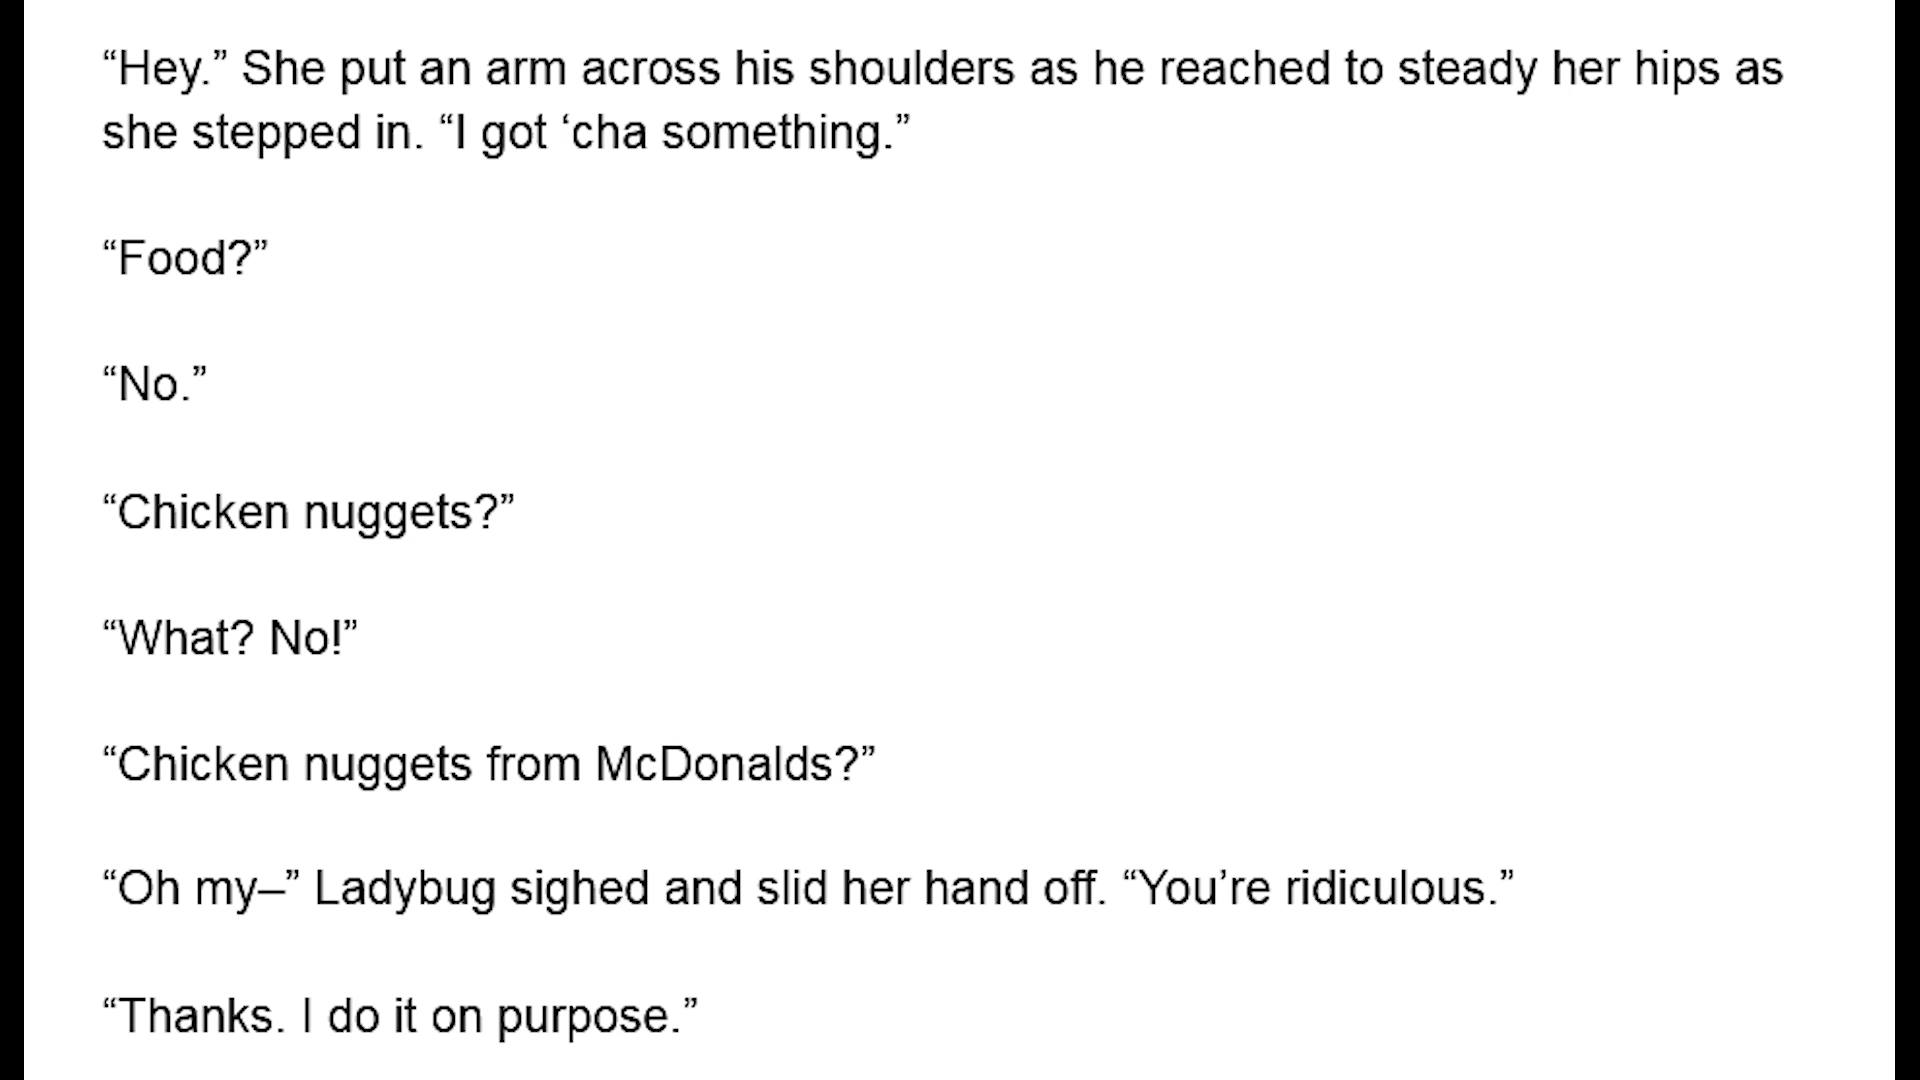 “Hey.” She put an arm across his shoulders as he reached to steady her hips as
she stepped in. “I got ‘cha something.”
“Food?”
“No.”
“Chicken nuggets?”
“What? No!”
“Chicken nuggets from McDonalds?”
“Oh my–” Ladybug sighed and slid her hand off. “You’re ridiculous.”
“Thanks. I do it on purpose.”